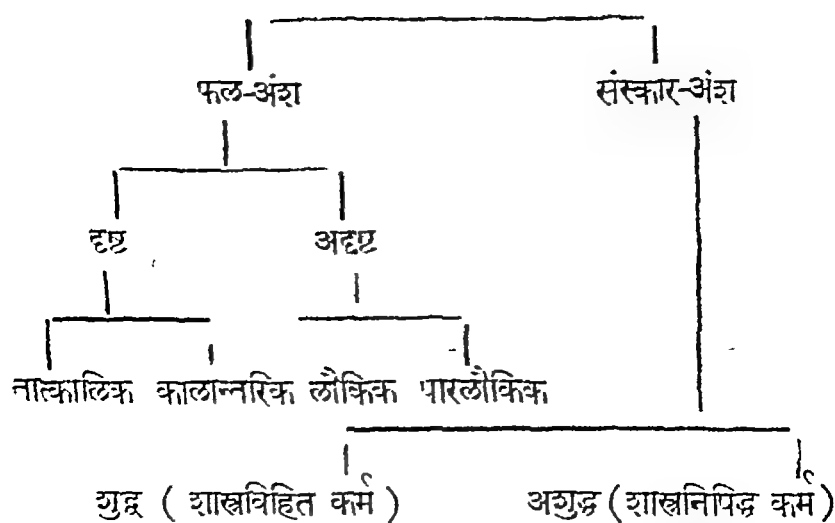 फल-अंश संस्कार-अंश
दृष्ट अदृष्ट
तात्कालिक कालान्तरिक लौकिक पारलौकिक
शुद्ध ( शास्त्रविहित कर्म ) अशुद्ध (शास्त्रनिषिद्ध कर्म)